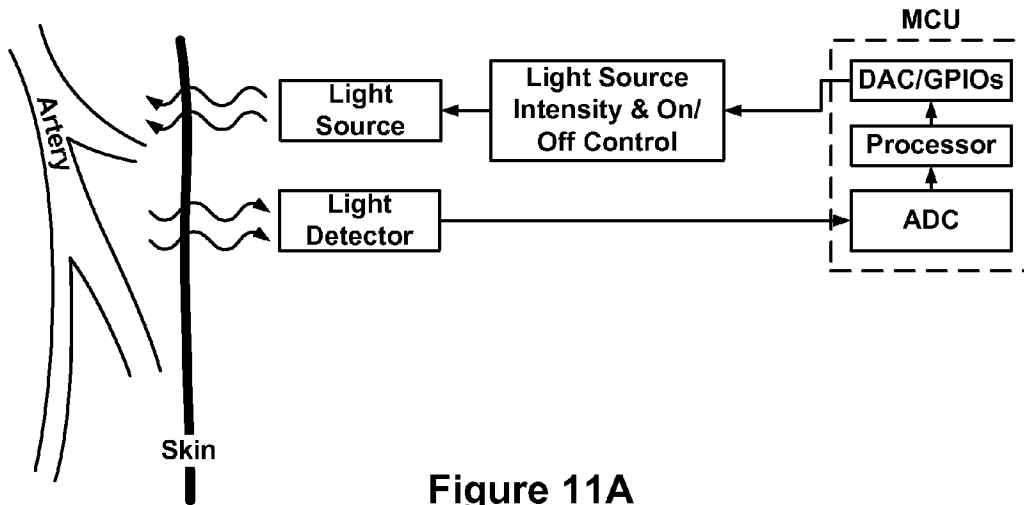 MCU
Light
Source
Light Source
Intensity & On/
Off Control
DAC/GPIOs
Processor
ADC
Artery
Light
Detector
Skin
Figure 11A